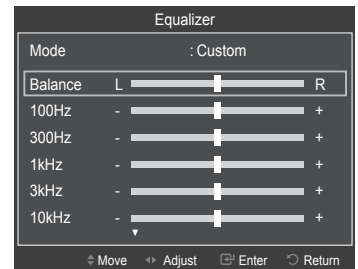 Equalizer
Mode : Custom
Balance L R
100Hz - +
300Hz - +
1kHz - +
3kHz - +
10kHz - +
Move Adjust Enter Return